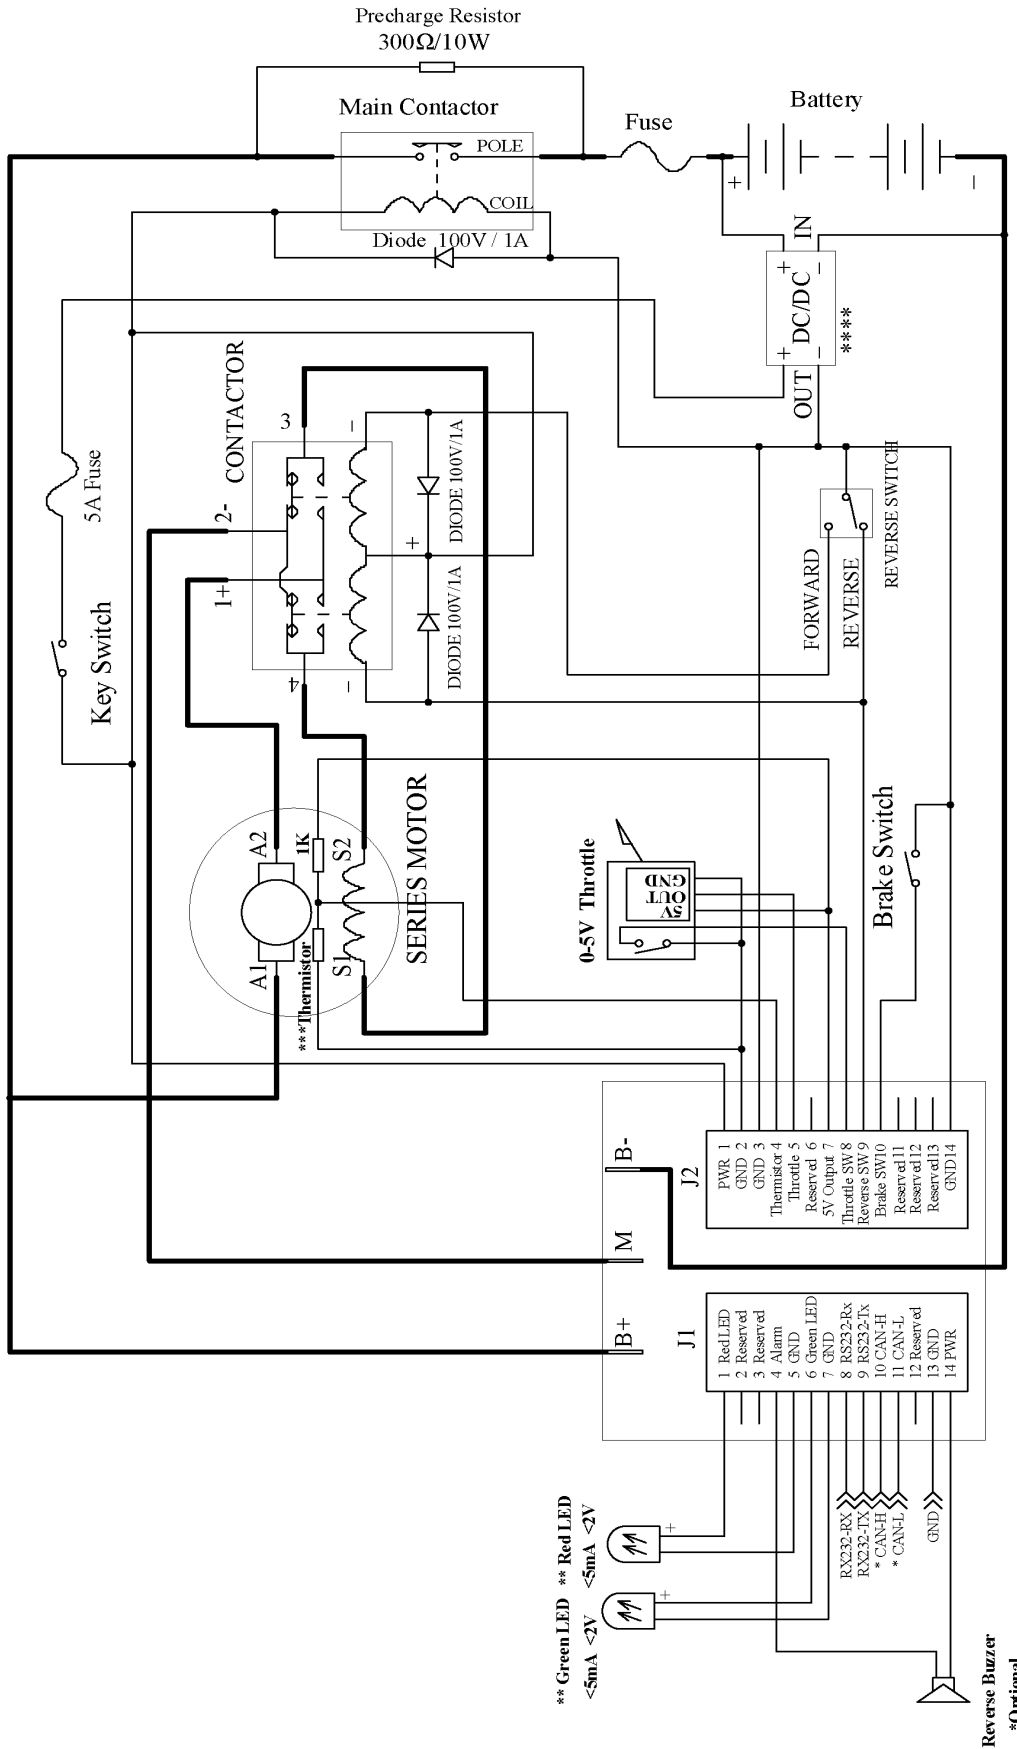 Precharge Resistor
300Ω/10W
Main Contactor
POLE
COIL
Diode 100V / 1A
Fuse
Battery
+
−
IN
+
−
DC/DC
+
−
OUT
****
5A Fuse
Key Switch
CONTACTOR
3
2-
1+
4
−
+
−
DIODE 100V/1A
DIODE 100V/1A
FORWARD
REVERSE
REVERSE SWITCH
A2
A1
1K
***Thermistor
S2
S1
SERIES MOTOR
0-5V Throttle
GND
OUT
5V
Brake Switch
B-
M
B+
J2
PWR 1
GND 2
GND 3
Thermistor 4
Throttle 5
Reserved 6
5V Output 7
Throttle SW 8
Reverse SW 9
Brake SW10
Reserved11
Reserved12
Reserved13
GND14
J1
1 Red LED
2 Reserved
3 Reserved
4 Alarm
5 GND
6 Green LED
7 GND
8 RS232-Rx
9 RS232-Tx
10 CAN-H
11 CAN-L
12 Reserved
13 GND
14 PWR
** Red LED
<5mA <2V
+
** Green LED
<5mA <2V
+
RX232-RX
RX232-TX
* CAN-H
* CAN-L
GND
Reverse Buzzer
*Optional